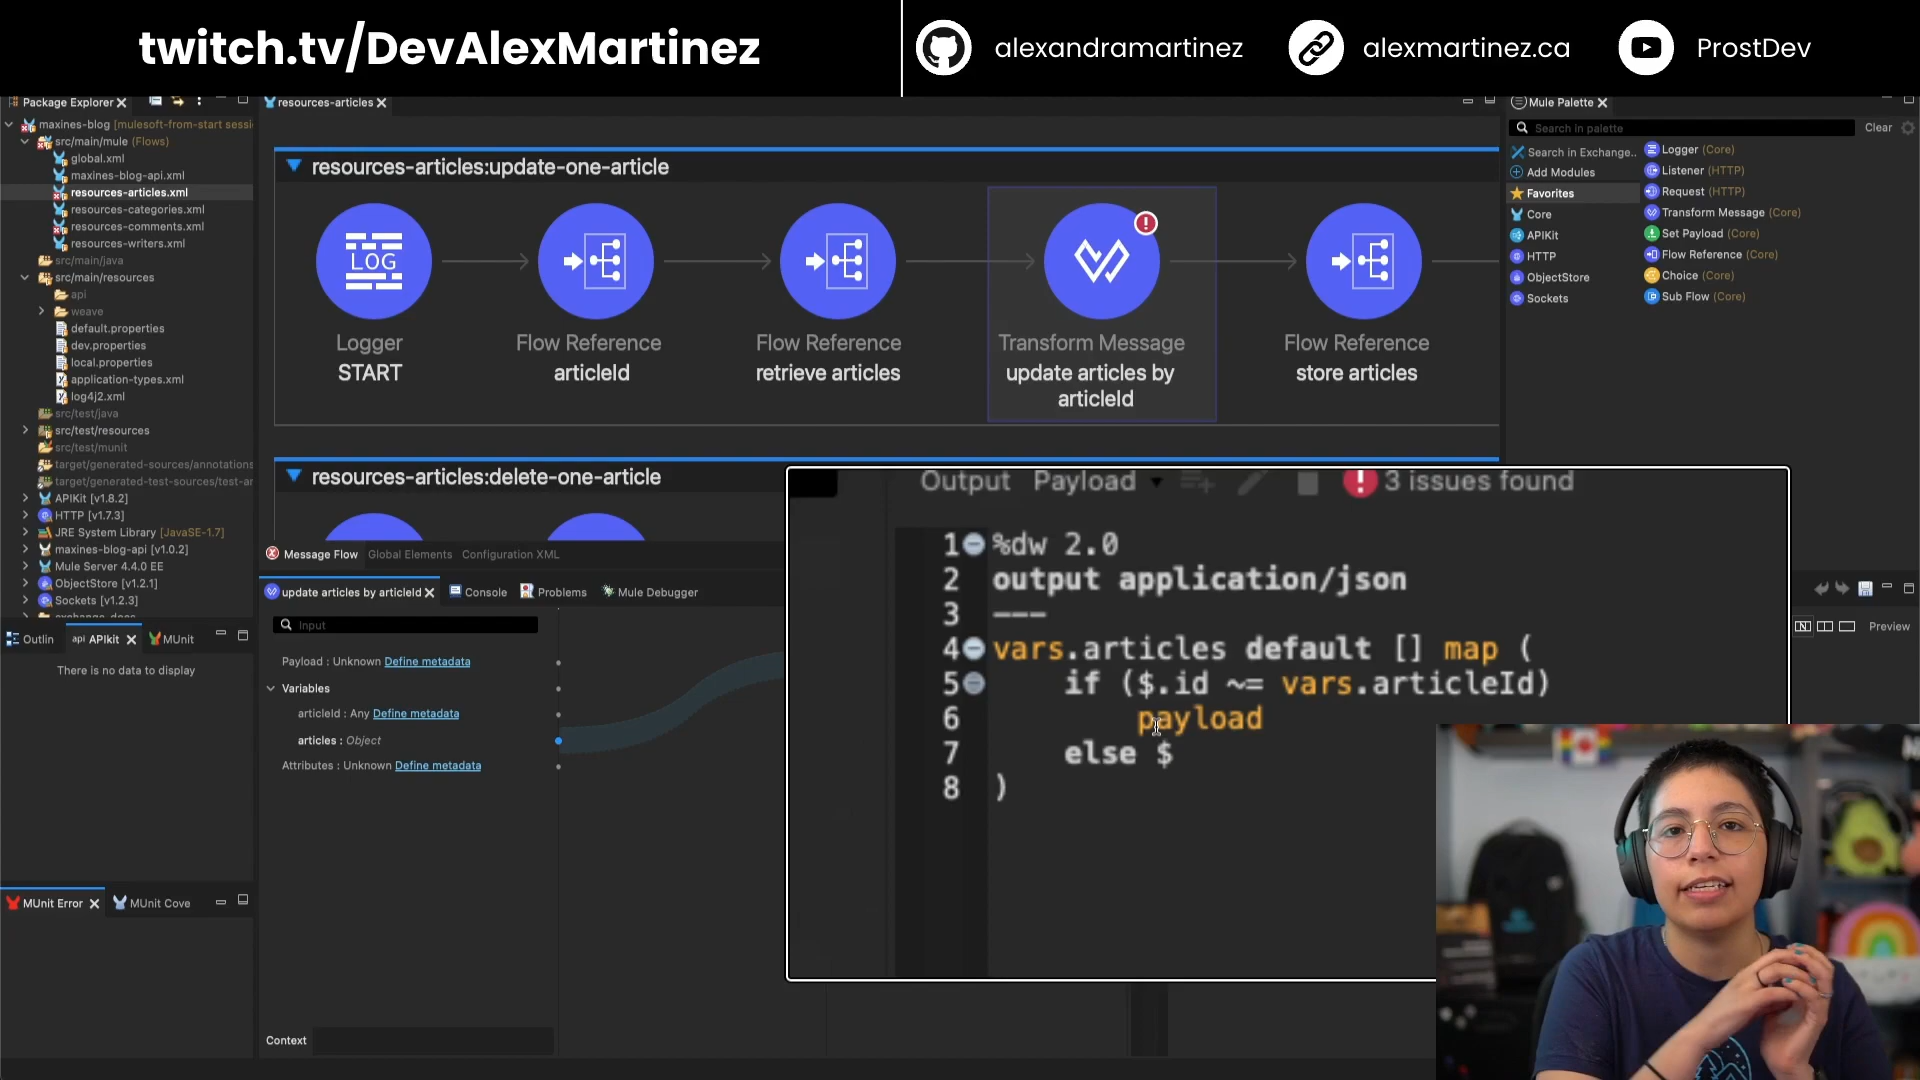 twitch.tv/DevAlexMartinez
alexandramartinez
alexmartinez.ca
ProstDev
Package Explorer
maxines-blog [mulesoft-from-start sessi
src/main/mule (Flows)
global.xml
maxines-blog-api.xml
resources-articles.xml
resources-categories.xml
resources-comments.xml
resources-writers.xml
src/main/java
src/main/resources
api
weave
default.properties
dev.properties
local.properties
application-types.xml
log4j2.xml
src/test/java
src/test/resources
src/test/munit
target/generated-sources/annotations
target/generated-test-sources/test-ar
APIKit [v1.8.2]
HTTP [v1.7.3]
JRE System Library [JavaSE-1.7]
maxines-blog-api [v1.0.2]
Mule Server 4.4.0 EE
ObjectStore [v1.2.1]
Sockets [v1.2.3]
Outlin
api APIkit
MUnit
There is no data to display
MUnit Error
MUnit Cove
resources-articles
resources-articles:update-one-article
LOG
Logger
START
Flow Reference
articleId
Flow Reference
retrieve articles
Transform Message
update articles by
articleId
Flow Reference
store articles
resources-articles:delete-one-article
Message Flow
Global Elements
Configuration XML
update articles by articleId
Console
Problems
Mule Debugger
Input
Payload : Unknown Define metadata
Variables
articleId : Any Define metadata
articles : Object
Attributes : Unknown Define metadata
Context
Output Payload
3 issues found
1 %dw 2.0
2 output application/json
3 ---
4 vars.articles default [] map (
5 if ($.id ~= vars.articleId)
6 payload
7 else $
8 )
Mule Palette
Search in palette
Clear
Search in Exchange..
Add Modules
Favorites
Core
APIKit
HTTP
ObjectStore
Sockets
Logger (Core)
Listener (HTTP)
Request (HTTP)
Transform Message (Core)
Set Payload (Core)
Flow Reference (Core)
Choice (Core)
Sub Flow (Core)
Preview